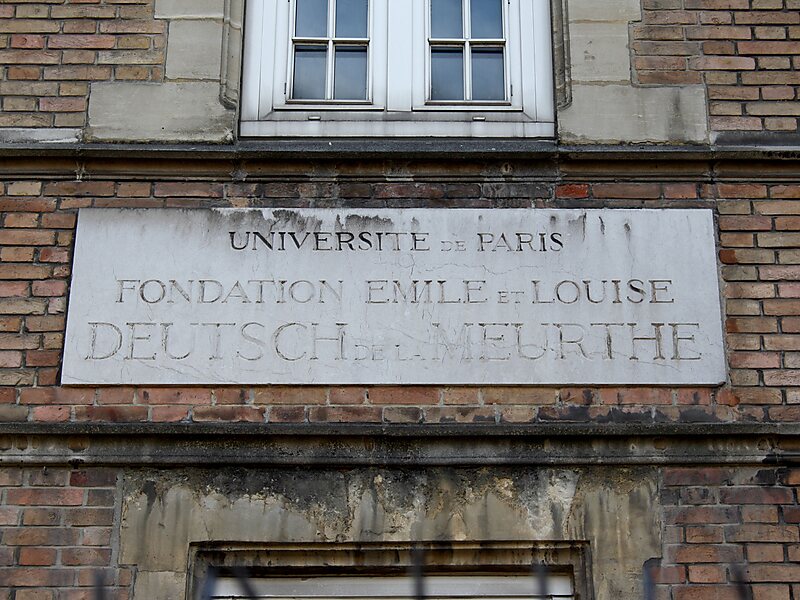 UNIVERSITE DE PARIS
FONDATION EMILE ET LOUISE
DEUTSCH DE LA MEURTHE